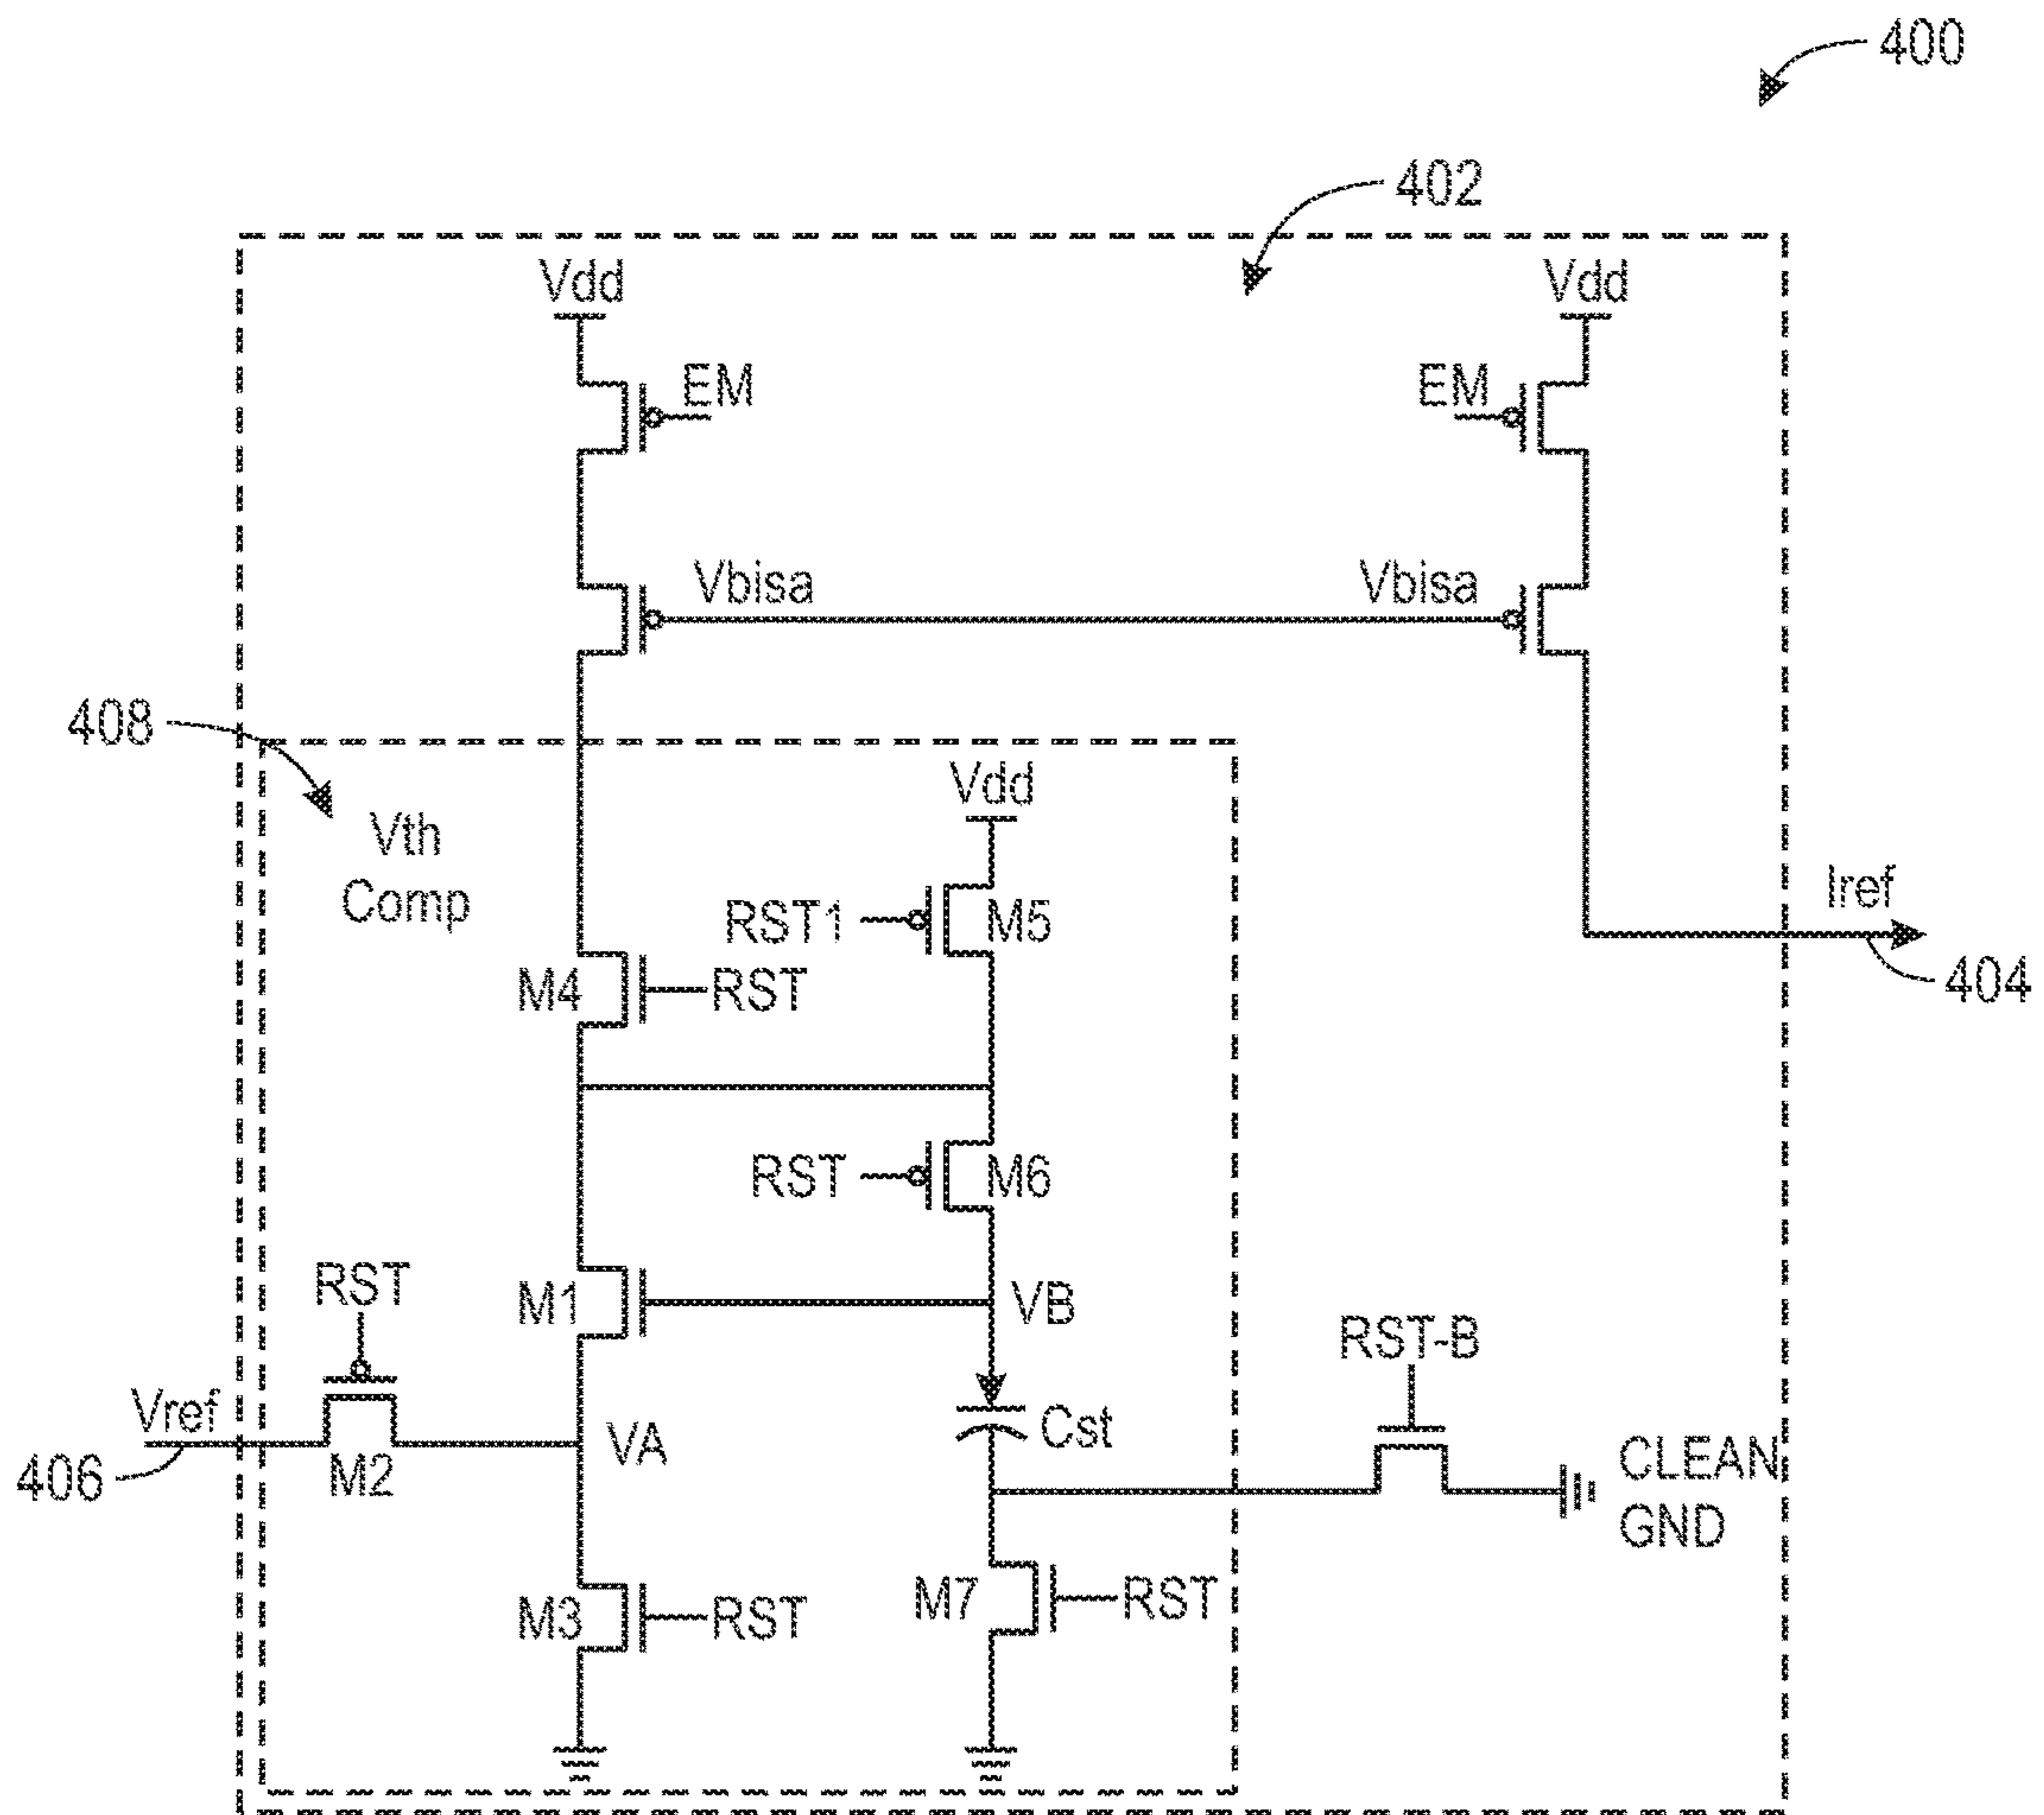 400
402
Vdd Vdd
EM EM
Vbisa Vbisa
408
Vth
Comp
Vdd
RST1 M5
Iref
M4 RST
404
RST M6
RST
M1 VB
RST-B
Vref
VA Cst
406 M2
CLEAN
GND
M3 RST
M7 RST